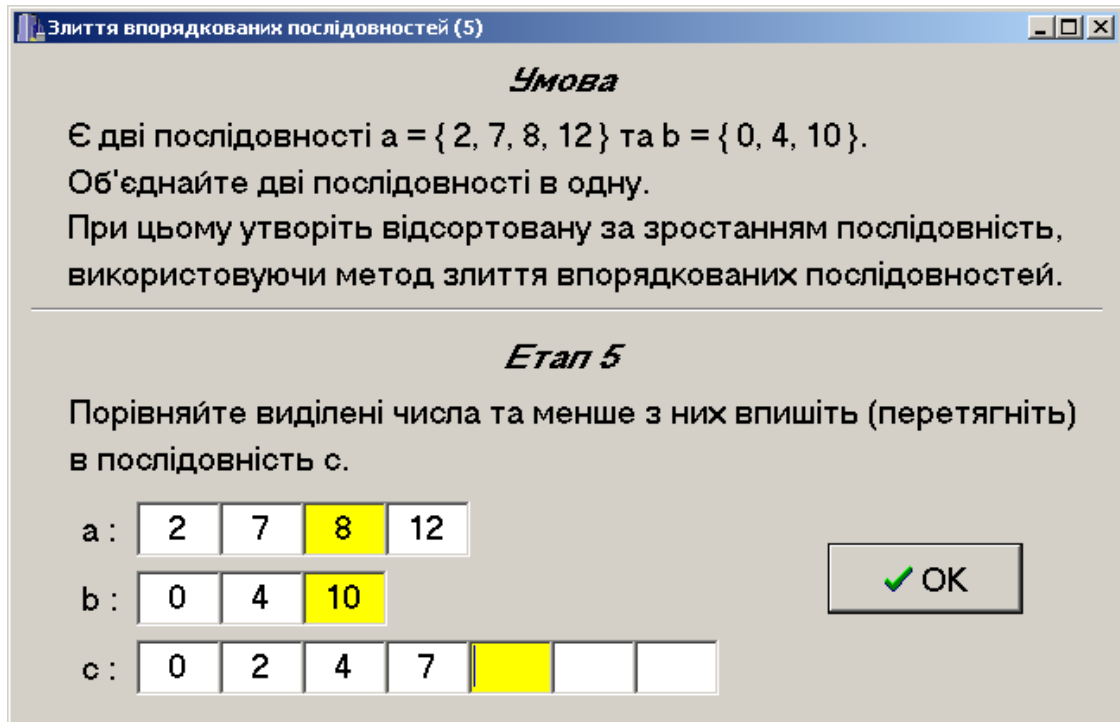 Злиття впорядкованих послідовностей (5)
Умова
Є дві послідовності a = { 2, 7, 8, 12 } та b = { 0, 4, 10 }.
Об'єднайте дві послідовності в одну.
При цьому утворіть відсортовану за зростанням послідовність,
використовуючи метод злиття впорядкованих послідовностей.
Етап 5
Порівняйте виділені числа та менше з них впишіть (перетягніть)
в послідовність c.
a : 2 7 8 12
b : 0 4 10
OK
c : 0 2 4 7